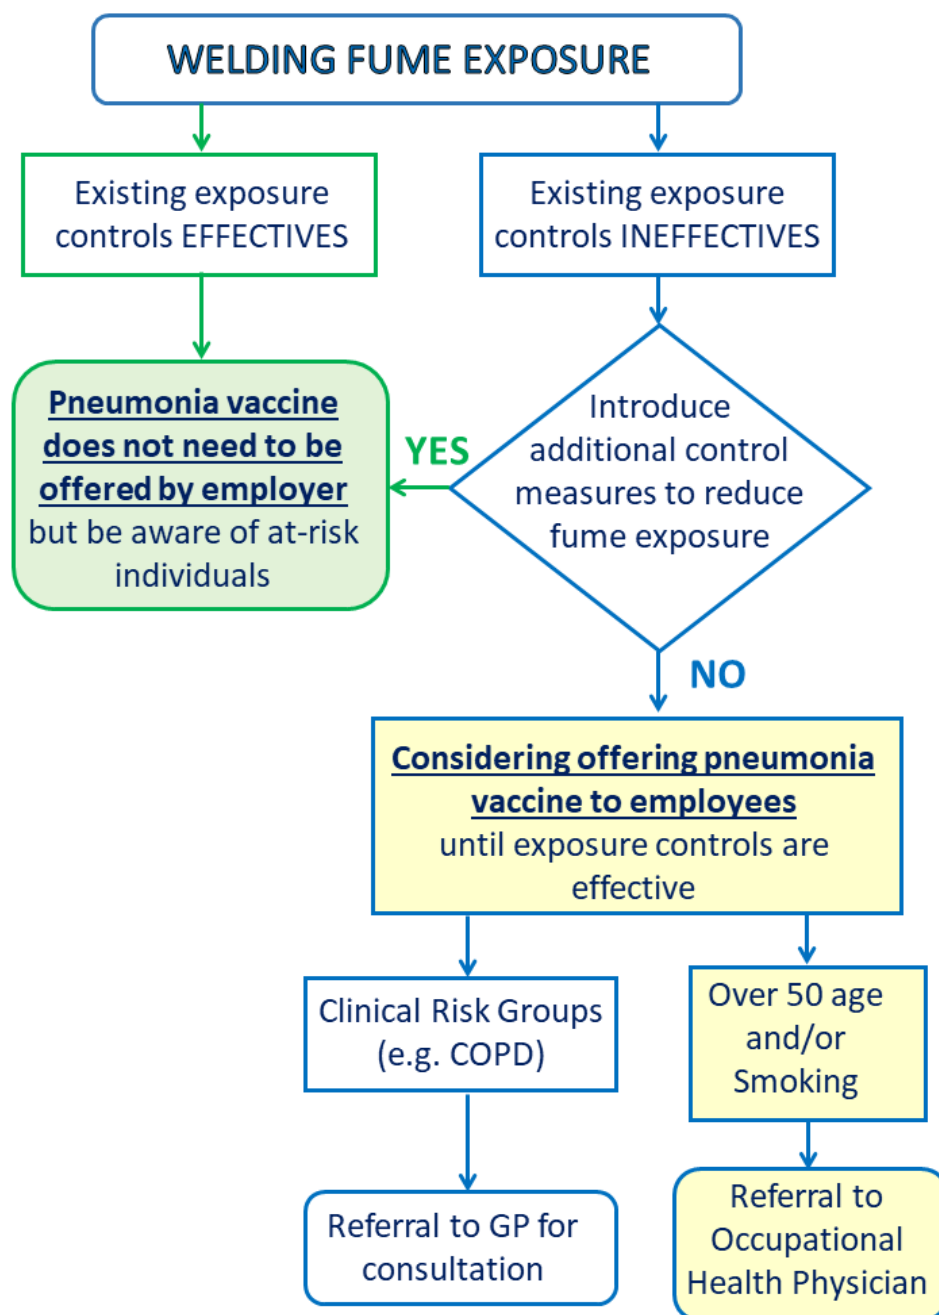 WELDING FUME EXPOSURE
Existing exposure
controls EFFECTIVES
Existing exposure
controls INEFFECTIVES
Pneumonia vaccine
does not need to be
offered by employer
but be aware of at-risk
individuals
YES
Introduce
additional control
measures to reduce
fume exposure
NO
Considering offering pneumonia
vaccine to employees
until exposure controls are
effective
Clinical Risk Groups
(e.g. COPD)
Over 50 age
and/or
Smoking
Referral to GP for
consultation
Referral to
Occupational
Health Physician